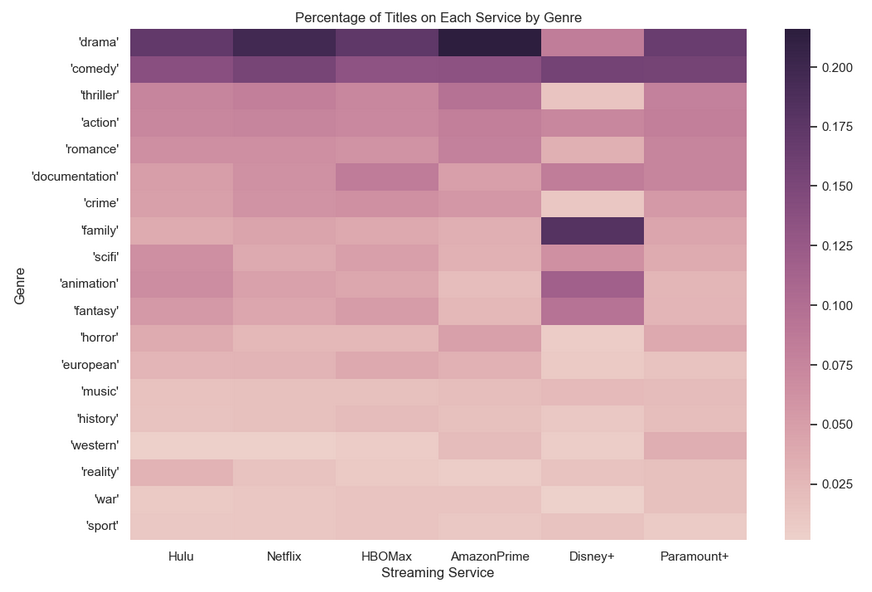 Percentage of Titles on Each Service by Genre
'drama'
'comedy'
'thriller'
'action'
'romance'
'documentation'
'crime'
'family'
'scifi'
'animation'
'fantasy'
'horror'
'european'
'music'
'history'
'western'
'reality'
'war'
'sport'
Genre
Hulu Netflix HBOMax AmazonPrime Disney+ Paramount+
Streaming Service
0.200
0.175
0.150
0.125
0.100
0.075
0.050
0.025